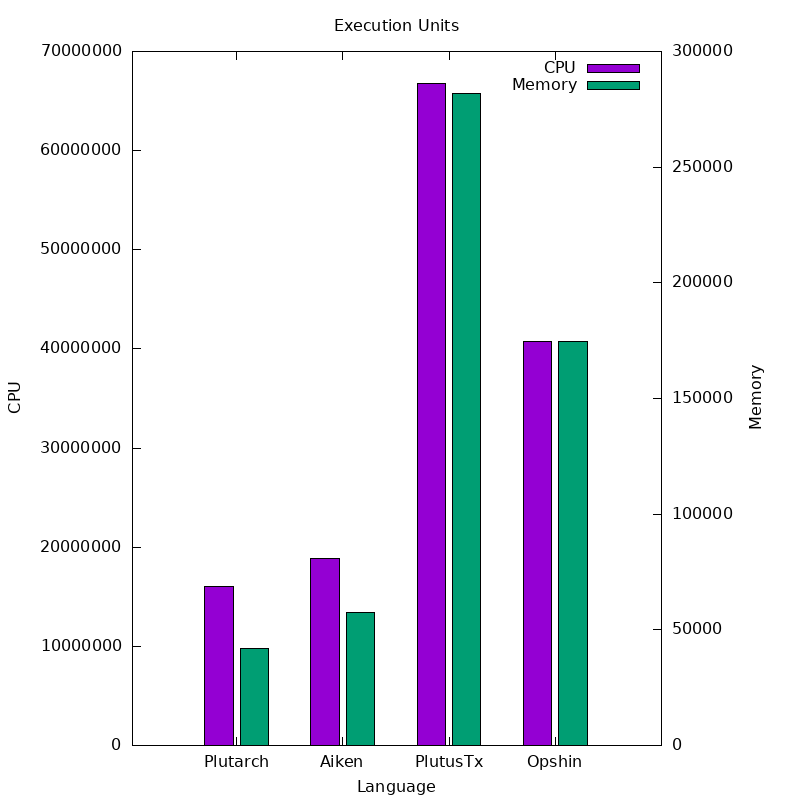 Execution Units
70000000
60000000
50000000
40000000
30000000
20000000
10000000
0
CPU
CPU
Memory
300000
250000
200000
150000
100000
50000
0
Memory
Plutarch Aiken PlutusTx Opshin
Language